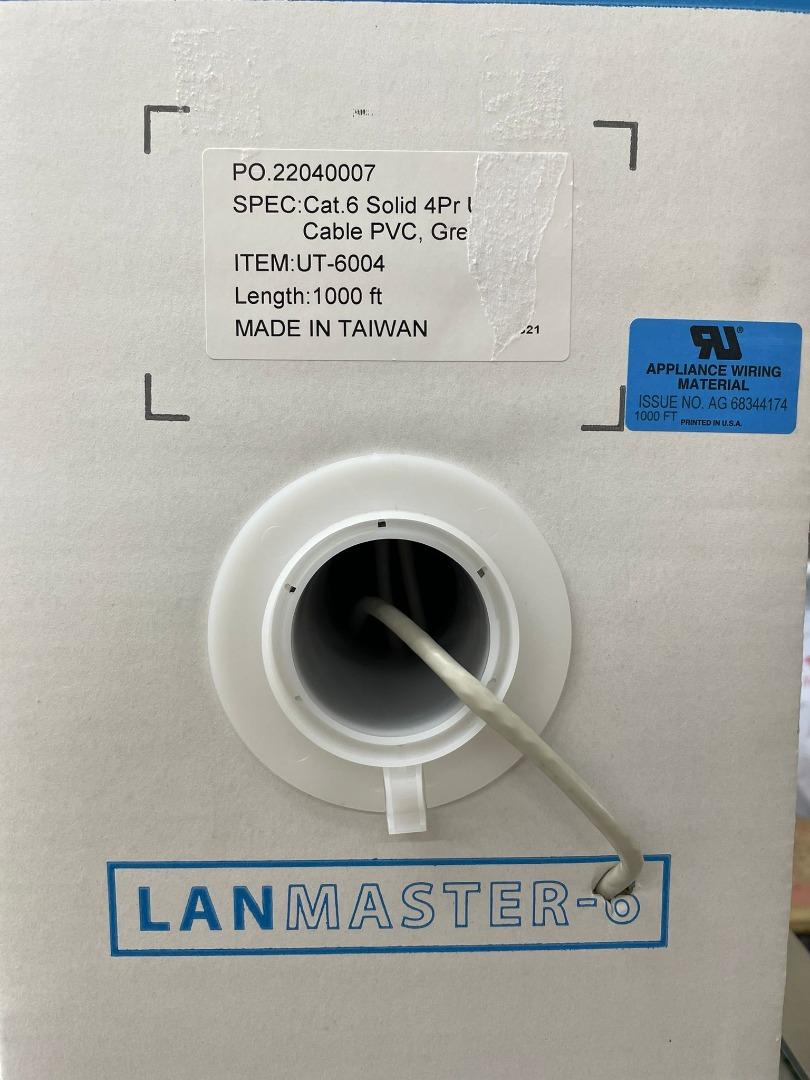 PO.22040007
SPEC:Cat.6 Solid 4Pr
Cable PVC,
ITEM:UT-6004
Length:1000 ft
MADE IN TAIWAN
RU®
APPLIANCE WIRING
MATERIAL
ISSUE NO. AG 68344174
1000 FT PRINTED IN U.S.A.
LANMASTER-6